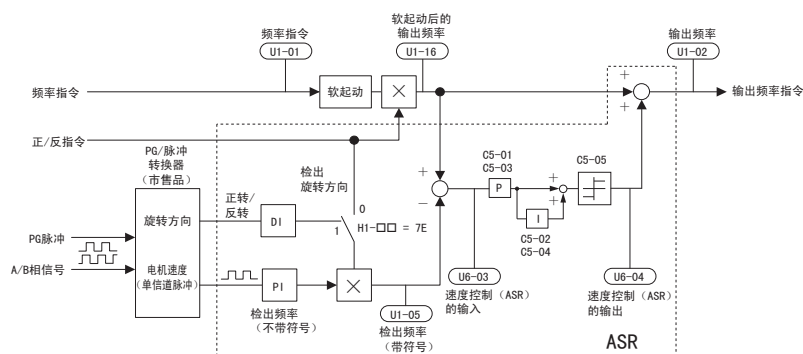 频率指令
U1-01
软起动后的
输出频率
U1-16
输出频率
U1-02
频率指令
软起动
×
+
+
输出频率指令
正/反指令
PG/脉冲
转换器
(市售品)
检出
旋转方向
C5-01
C5-03
C5-05
旋转方向
正转/
反转
DI
0
1
H1-□□ = 7E
+
−
P
+
+
I
C5-02
C5-04
PG脉冲
A/B相信号
电机速度
(单信道脉冲)
PI
×
检出频率
(不带符号)
U1-05
检出频率
(带符号)
U6-03
速度控制(ASR)
的输入
U6-04
速度控制(ASR)
的输出
ASR